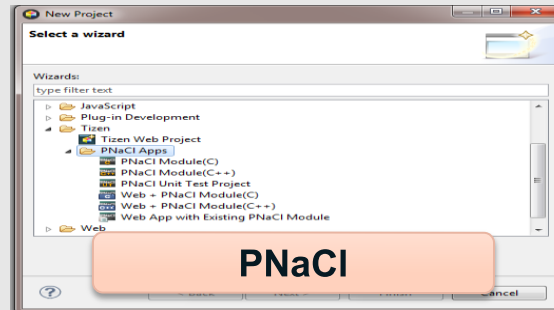 New Project
Select a wizard
Wizards:
type filter text
JavaScript
Plug-in Development
Tizen
Tizen Web Project
PNaCl Apps
PNaCl Module(C)
PNaCl Module(C++)
PNaCl Unit Test Project
Web + PNaCl Module(C)
Web + PNaCl Module(C++)
Web App with Existing PNaCl Module
Web
PNaCl
Cancel